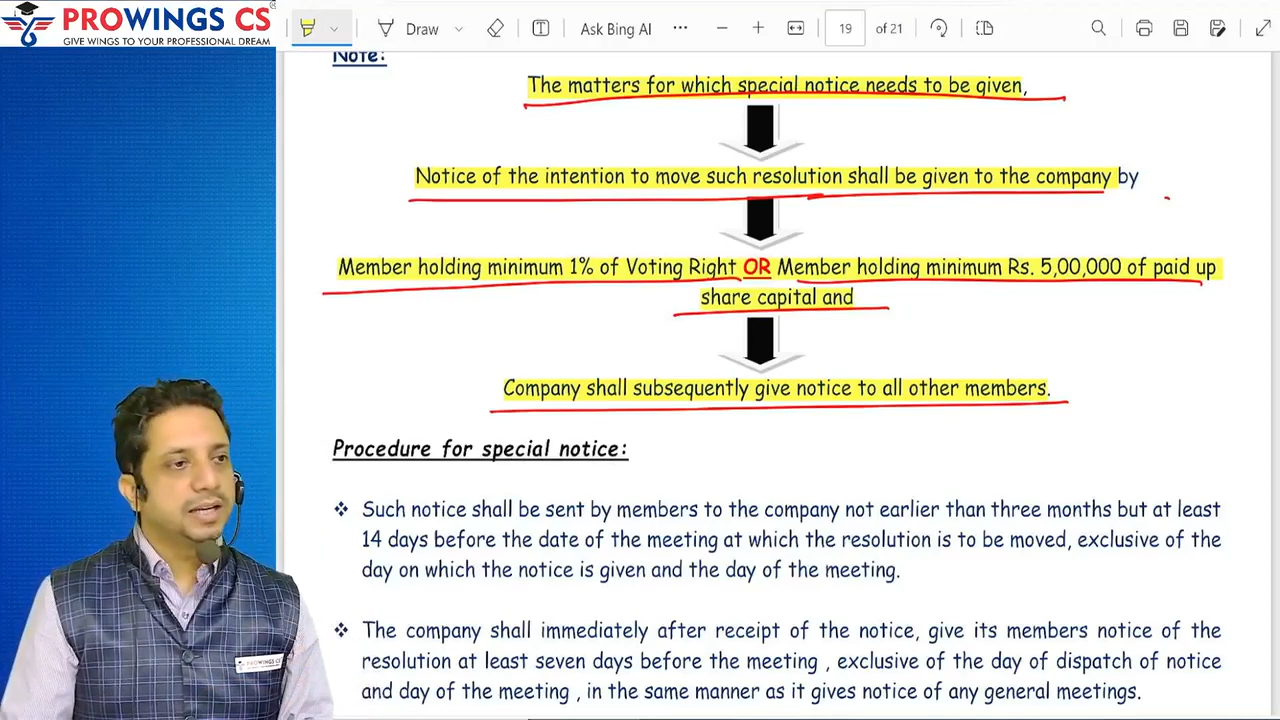 PROWINGS CS
GIVE WINGS TO YOUR PROFESSIONAL DREAM
Draw
Ask Bing AI
19
of 21
Note:
The matters for which special notice needs to be given,
Notice of the intention to move such resolution shall be given to the company by
Member holding minimum 1% of Voting Right OR Member holding minimum Rs. 5,00,000 of paid up
share capital and
Company shall subsequently give notice to all other members.
Procedure for special notice:
❖ Such notice shall be sent by members to the company not earlier than three months but at least
14 days before the date of the meeting at which the resolution is to be moved, exclusive of the
day on which the notice is given and the day of the meeting.
❖ The company shall immediately after receipt of the notice, give its members notice of the
resolution at least seven days before the meeting , exclusive of the day of dispatch of notice
and day of the meeting , in the same manner as it gives notice of any general meetings.
PROWINGS CS